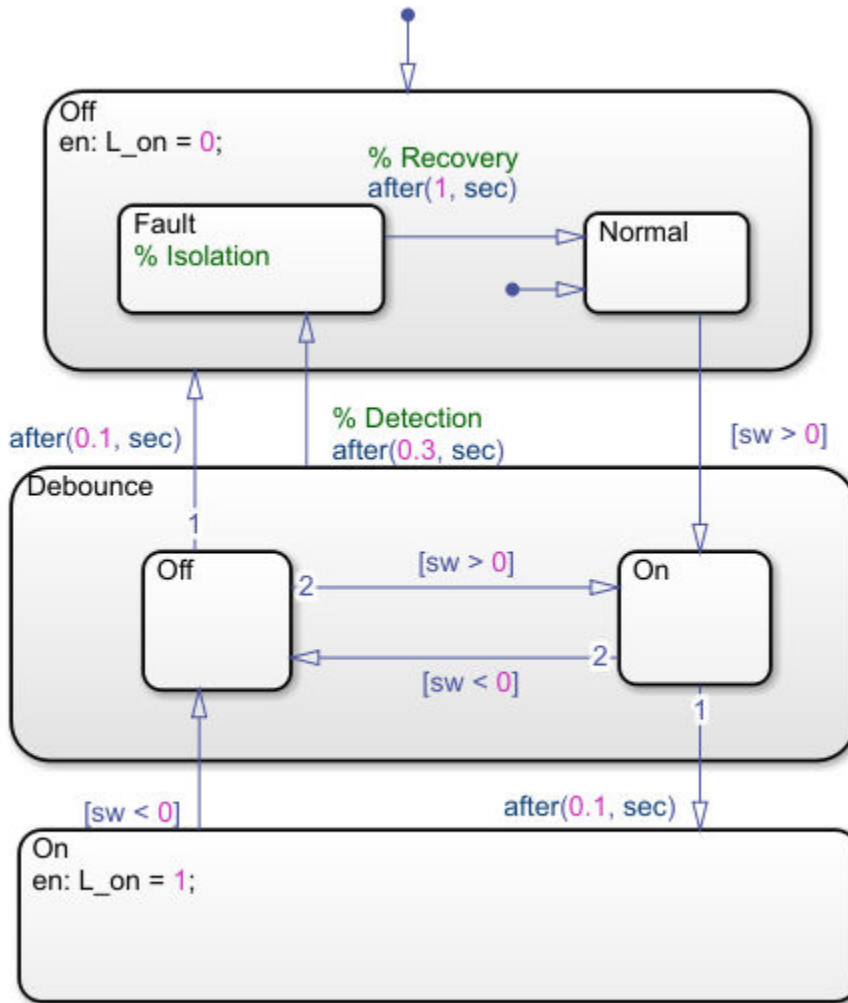 Off
en: L_on = 0;
% Recovery
after(1, sec)
Fault
% Isolation
Normal
after(0.1, sec)
% Detection
after(0.3, sec)
[sw > 0]
Debounce
1
Off
2
[sw > 0]
On
[sw < 0]
2
1
[sw < 0]
after(0.1, sec)
On
en: L_on = 1;